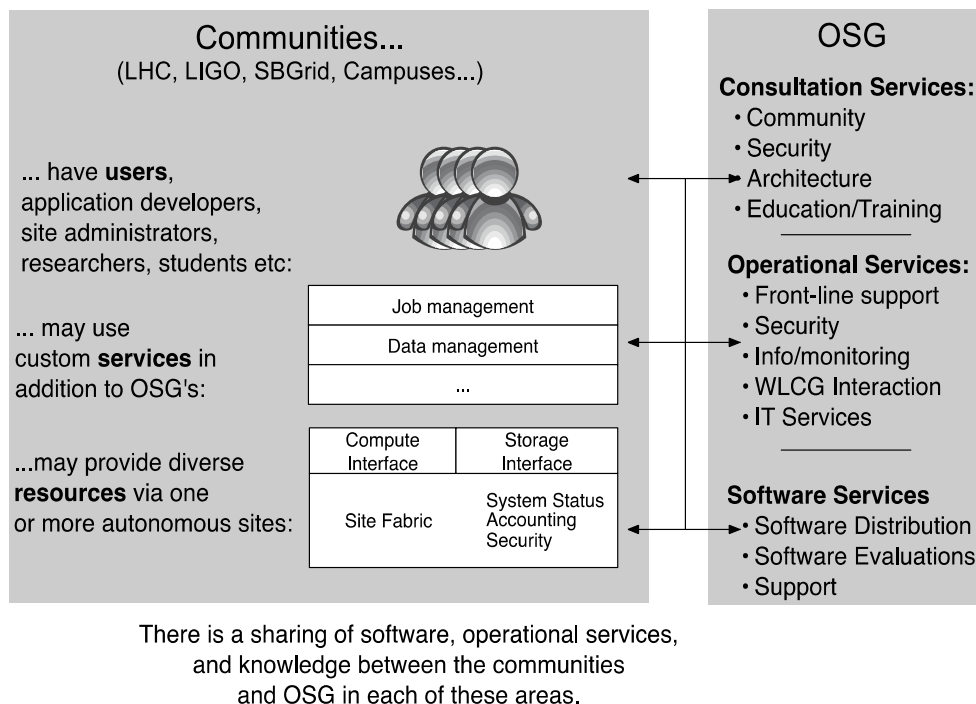 Communities...
(LHC, LIGO, SBGrid, Campuses...)
... have users,
application developers,
site administrators,
researchers, students etc:
... may use
custom services in
addition to OSG's:
Job management
Data management
...
...may provide diverse
resources via one
or more autonomous sites:
Compute
Interface
Storage
Interface
Site Fabric
System Status
Accounting
Security
OSG
Consultation Services:
• Community
• Security
• Architecture
• Education/Training
Operational Services:
• Front-line support
• Security
• Info/monitoring
• WLCG Interaction
• IT Services
Software Services
• Software Distribution
• Software Evaluations
• Support
There is a sharing of software, operational services,
and knowledge between the communities
and OSG in each of these areas.